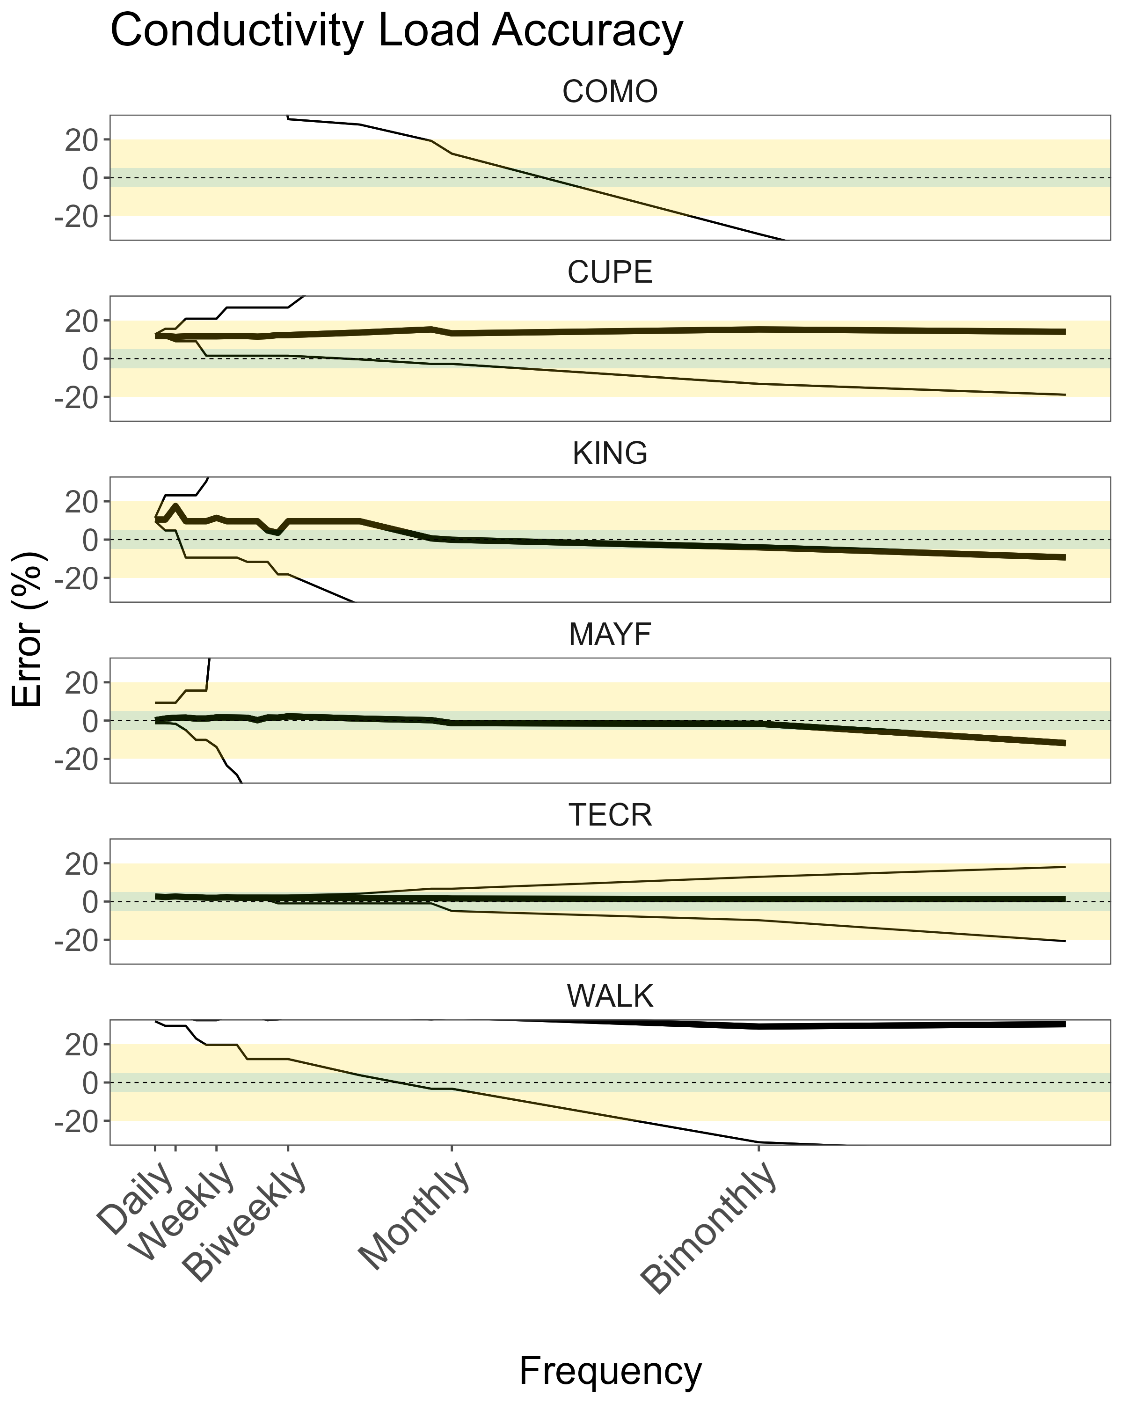 Conductivity Load Accuracy
COMO
20
0
-20
CUPE
20
0
-20
KING
20
0
-20
Error (%)
MAYF
20
0
-20
TECR
20
0
-20
WALK
20
0
-20
Daily
Weekly
Biweekly
Monthly
Bimonthly
Frequency